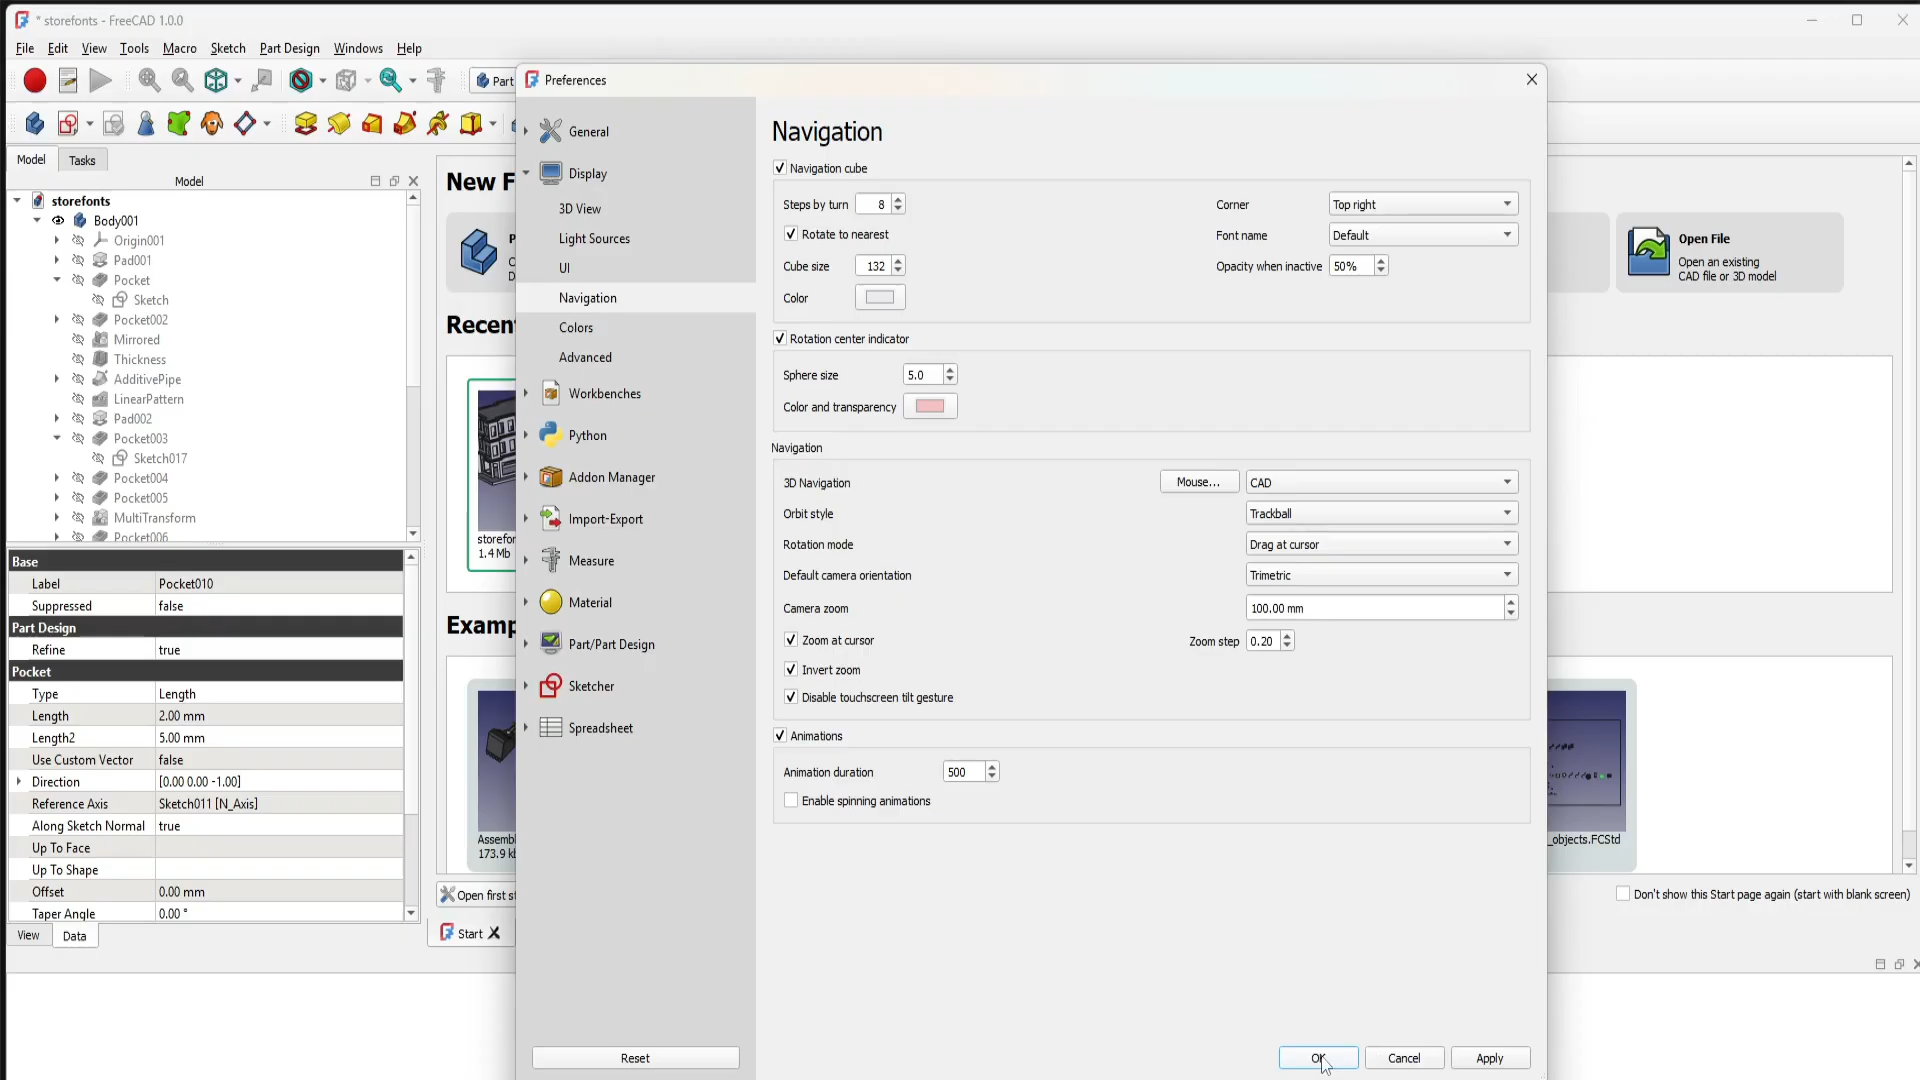 * storefonts - FreeCAD 1.0.0
File Edit View Tools Macro Sketch Part Design Windows Help
Part
Model Tasks
Model
storefonts
Body001
Origin001
Pad001
Pocket
Sketch
Pocket002
Mirrored
Thickness
AdditivePipe
LinearPattern
Pad002
Pocket003
Sketch017
Pocket004
Pocket005
MultiTransform
Pocket006
Base
Label Pocket010
Suppressed false
Part Design
Refine true
Pocket
Type Length
Length 2.00 mm
Length2 5.00 mm
Use Custom Vector false
Direction [0.00 0.00 -1.00]
Reference Axis Sketch011 [N_Axis]
Along Sketch Normal true
Up To Face
Up To Shape
Offset 0.00 mm
Taper Angle 0.00 °
View Data
New F
P
C
D
Recen
storefor
1.4 Mb
Examp
Assembl
173.9 kb
Open first st
Start
Preferences
General
Display
3D View
Light Sources
UI
Navigation
Colors
Advanced
Workbenches
Python
Addon Manager
Import-Export
Measure
Material
Part/Part Design
Sketcher
Spreadsheet
Reset
Navigation
Navigation cube
Steps by turn 8 Corner Top right
Rotate to nearest Font name Default
Cube size 132 Opacity when inactive 50%
Color
Rotation center indicator
Sphere size 5.0
Color and transparency
Navigation
3D Navigation Mouse... CAD
Orbit style Trackball
Rotation mode Drag at cursor
Default camera orientation Trimetric
Camera zoom 100.00 mm
Zoom at cursor Zoom step 0.20
Invert zoom
Disable touchscreen tilt gesture
Animations
Animation duration 500
Enable spinning animations
OK Cancel Apply
Open File
Open an existing
CAD file or 3D model
_objects.FCStd
Don't show this Start page again (start with blank screen)